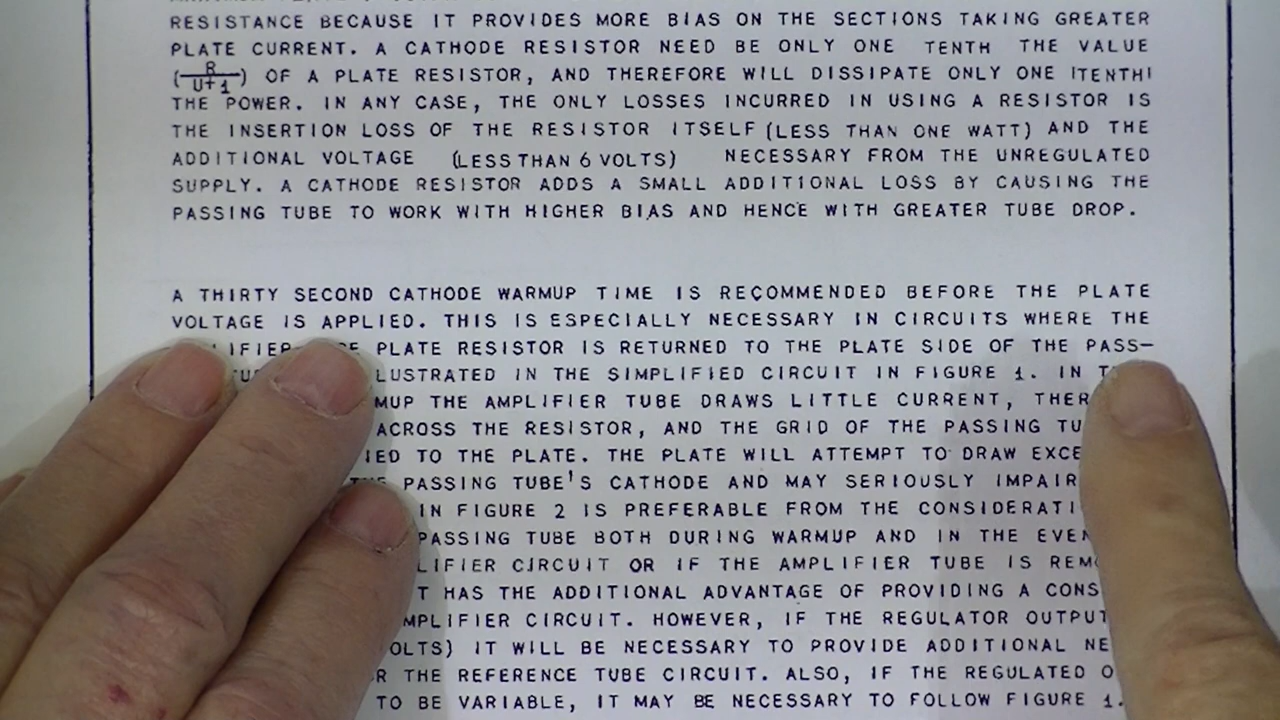 RESISTANCE BECAUSE IT PROVIDES MORE BIAS ON THE SECTIONS TAKING GREATER
PLATE CURRENT. A CATHODE RESISTOR NEED BE ONLY ONE TENTH THE VALUE
(R/U+1) OF A PLATE RESISTOR, AND THEREFORE WILL DISSIPATE ONLY ONE TENTH
THE POWER. IN ANY CASE, THE ONLY LOSSES INCURRED IN USING A RESISTOR IS
THE INSERTION LOSS OF THE RESISTOR ITSELF (LESS THAN ONE WATT) AND THE
ADDITIONAL VOLTAGE (LESS THAN 6 VOLTS) NECESSARY FROM THE UNREGULATED
SUPPLY. A CATHODE RESISTOR ADDS A SMALL ADDITIONAL LOSS BY CAUSING THE
PASSING TUBE TO WORK WITH HIGHER BIAS AND HENCE WITH GREATER TUBE DROP.
A THIRTY SECOND CATHODE WARMUP TIME IS RECOMMENDED BEFORE THE PLATE
VOLTAGE IS APPLIED. THIS IS ESPECIALLY NECESSARY IN CIRCUITS WHERE THE
PLATE RESISTOR IS RETURNED TO THE PLATE SIDE OF THE PASS-
IN THE SIMPLIFIED CIRCUIT IN FIGURE 1. IN
THE AMPLIFIER TUBE DRAWS LITTLE CURRENT,
ACROSS THE RESISTOR, AND THE GRID OF THE PASSING
TO THE PLATE. THE PLATE WILL ATTEMPT TO DRAW
PASSING TUBE'S CATHODE AND MAY SERIOUSLY IMPAIR
IN FIGURE 2 IS PREFERABLE FROM THE
PASSING TUBE BOTH DURING WARMUP AND IN THE
CIRCUIT OR IF THE AMPLIFIER TUBE IS
HAS THE ADDITIONAL ADVANTAGE OF PROVIDING A
CIRCUIT. HOWEVER, IF THE REGULATOR OUTPUT
IT WILL BE NECESSARY TO PROVIDE ADDITIONAL
THE REFERENCE TUBE CIRCUIT. ALSO, IF THE REGULATED
TO BE VARIABLE, IT MAY BE NECESSARY TO FOLLOW FIGURE 1.